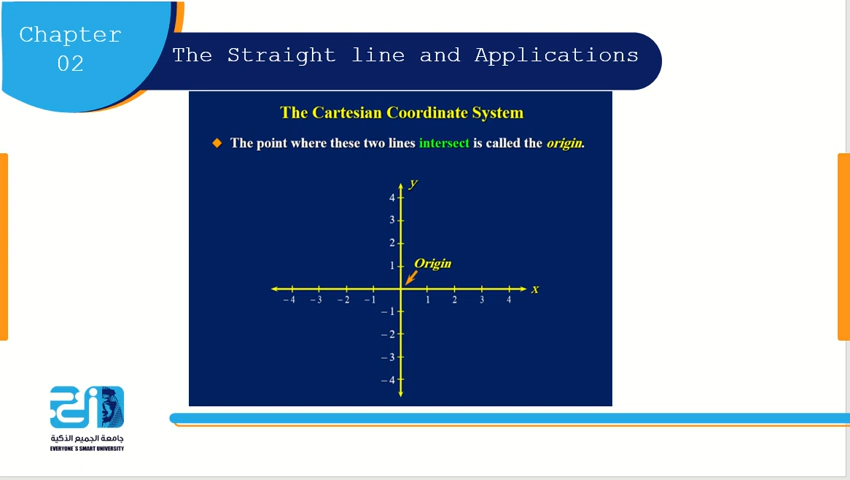 Chapter
02
The Straight line and Applications
The Cartesian Coordinate System
◆ The point where these two lines intersect is called the origin.
y
4
3
2
1
Origin
x
–4 –3 –2 –1 1 2 3 4
–1
–2
–3
–4
جامعة الجميع الذكية
EVERYONE`S SMART UNIVERSITY